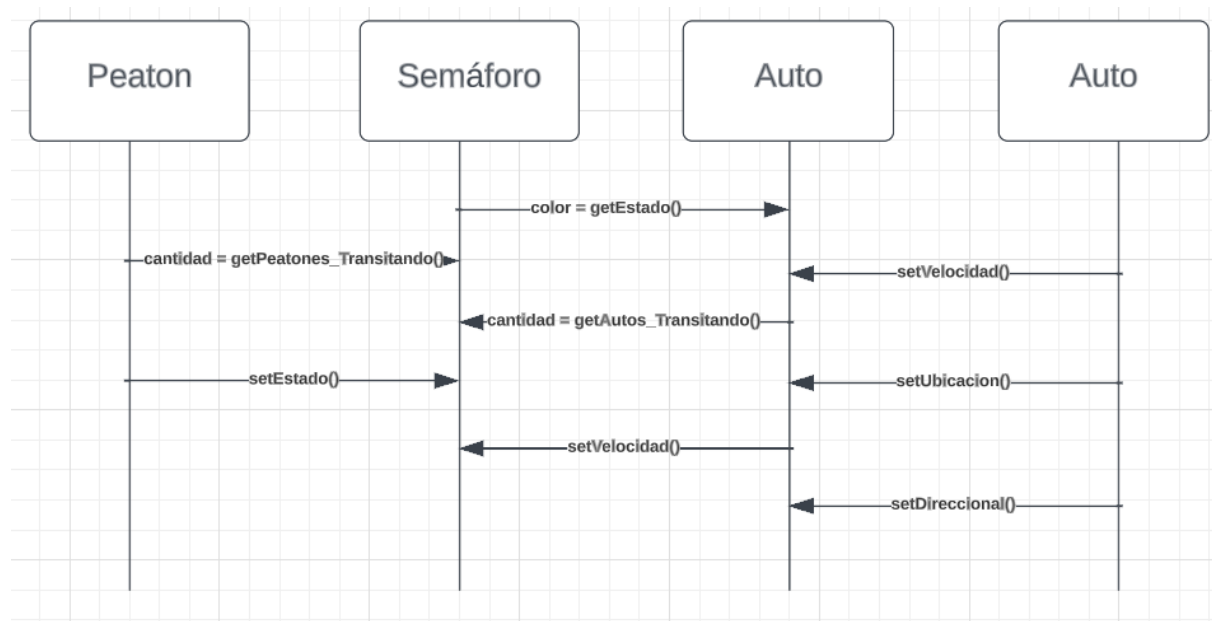 Peaton
Semáforo
Auto
Auto
color = getEstado()
cantidad = getPeatones_Transitando()
setVelocidad()
cantidad = getAutos_Transitando()
setEstado()
setUbicacion()
setVelocidad()
setDireccional()